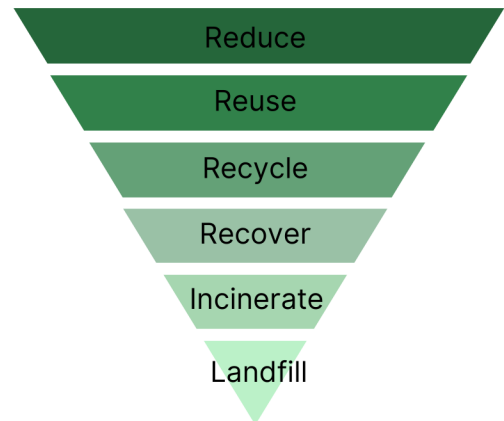 Reduce
Reuse
Recycle
Recover
Incinerate
Landfill